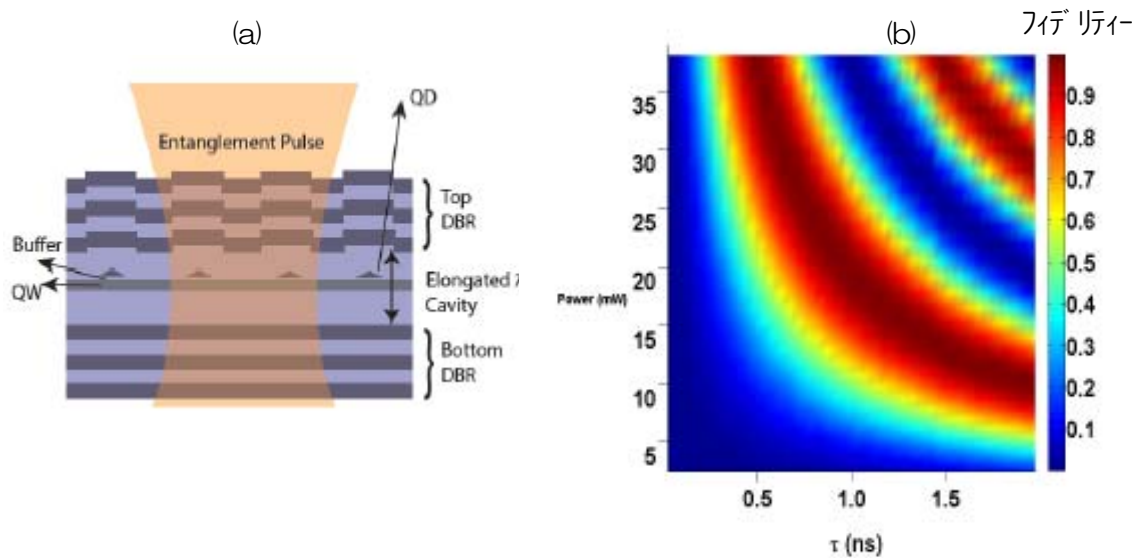 (a)
QD
Entanglement Pulse
Top
DBR
Buffer
QW
Elongated λ
Cavity
Bottom
DBR
(b)
フィデリティー
35
30
25
20
15
10
5
Power (mW)
0.5
1.0
1.5
τ (ns)
0.9
0.8
0.7
0.6
0.5
0.4
0.3
0.2
0.1